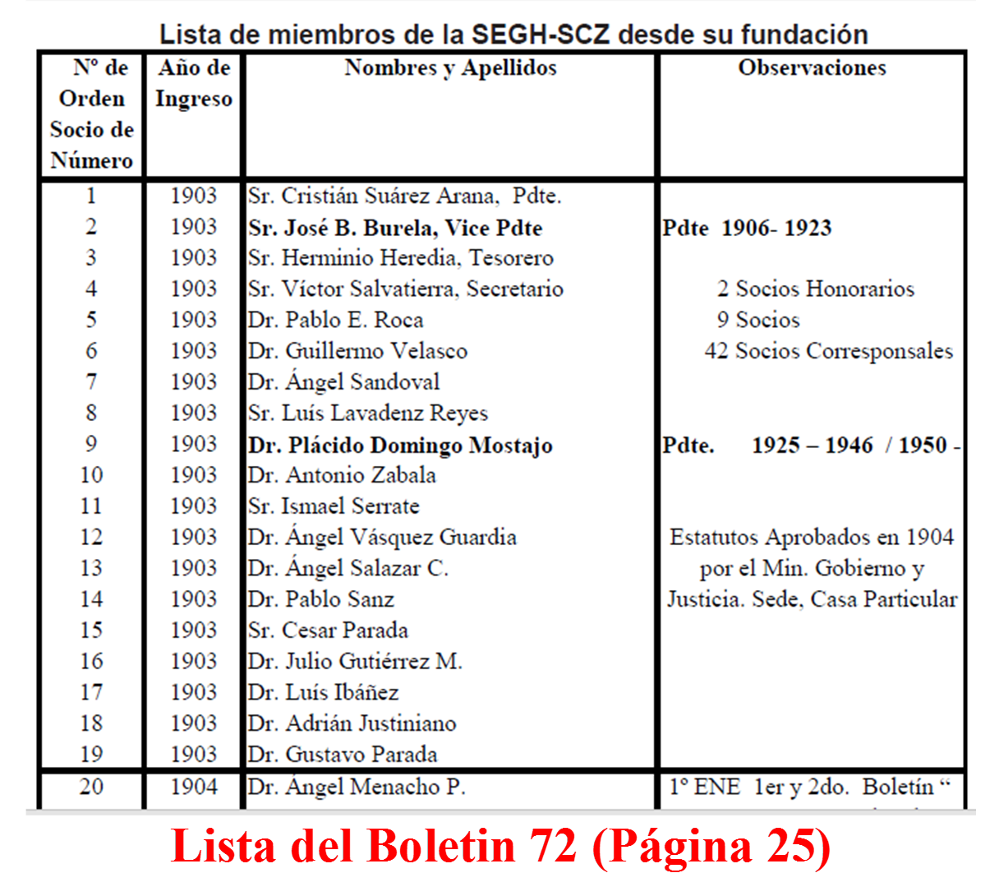 Lista de miembros de la SEGH-SCZ desde su fundación
Nº de Orden Socio de Número Año de Ingreso Nombres y Apellidos Observaciones
1 1903 Sr. Cristián Suárez Arana, Pdte.
2 1903 Sr. José B. Burela, Vice Pdte Pdte 1906- 1923
3 1903 Sr. Herminio Heredia, Tesorero
4 1903 Sr. Víctor Salvatierra, Secretario 2 Socios Honorarios
5 1903 Dr. Pablo E. Roca 9 Socios
6 1903 Dr. Guillermo Velasco 42 Socios Corresponsales
7 1903 Dr. Ángel Sandoval
8 1903 Sr. Luís Lavadenz Reyes
9 1903 Dr. Plácido Domingo Mostajo Pdte. 1925 – 1946 / 1950 -
10 1903 Dr. Antonio Zabala
11 1903 Sr. Ismael Serrate
12 1903 Dr. Ángel Vásquez Guardia Estatutos Aprobados en 1904
13 1903 Dr. Ángel Salazar C. por el Min. Gobierno y
14 1903 Dr. Pablo Sanz Justicia. Sede, Casa Particular
15 1903 Sr. Cesar Parada
16 1903 Dr. Julio Gutiérrez M.
17 1903 Dr. Luís Ibáñez
18 1903 Dr. Adrián Justiniano
19 1903 Dr. Gustavo Parada
20 1904 Dr. Ángel Menacho P. 1º ENE 1er y 2do. Boletín “
Lista del Boletin 72 (Página 25)